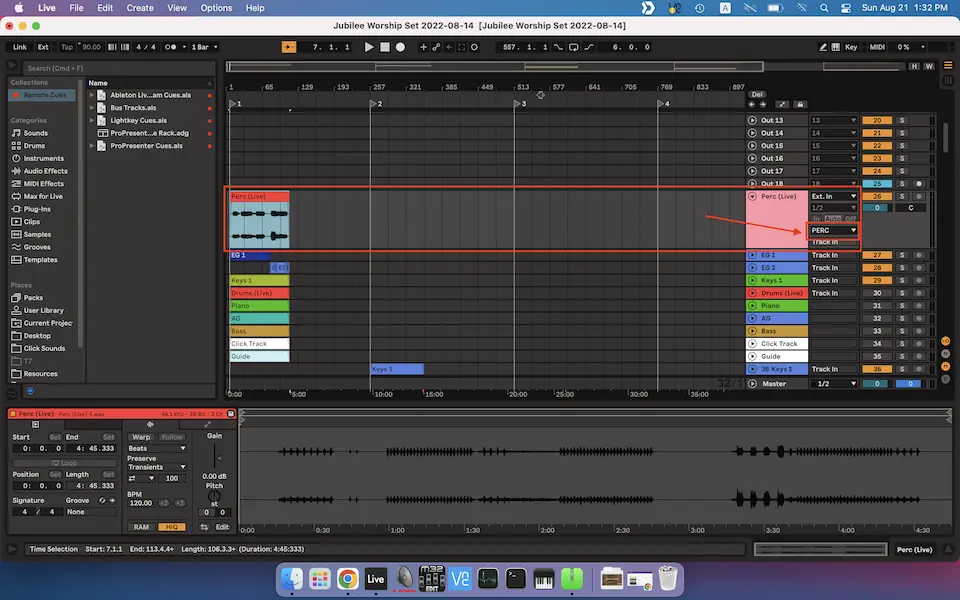 Live File Edit Create View Options Help A Sun Aug 21 1:32 PM
Jubilee Worship Set 2022-08-14 [Jubilee Worship Set 2022-08-14]
Link Ext Tap 90.00 4 / 4 1 Bar 7. 1. 1 557. 1. 1 6. 0. 0 Key MIDI 0 %
Search (Cmd + F)
H W
Collections
Remote Cues
Categories
Sounds
Drums
Instruments
Audio Effects
MIDI Effects
Max for Live
Plug-Ins
Clips
Samples
Grooves
Templates
Places
Packs
User Library
Current Projec
Desktop
Click Sounds
T7
Resources
Name
Ableton Liv...am Cues.als
Bus Tracks.als
Lightkey Cues.als
ProPresent...e Rack.adg
ProPresenter Cues.als
1 65 129 193 257 321 385 449 513 577 641 705 769 833 897
Del
1 2 3 4
Out 13 13 20 S
Out 14 14 21 S
Out 15 15 22 S
Out 16 16 23 S
Out 17 17 24 S
Out 18 18 25 S
Perc (Live) Perc (Live) Ext. In 26 S
1/2 0 C
In Auto Off
PERC
Track In
EG 1 EG 1 Track In 27 S
EG 2 Track In 28 S
Keys 1 Keys 1 Track In 29 S
Drums (Live) Drums (Live) Track In 30 S
Piano Piano 31 S
AG AG 32 S
Bass Bass 33 S
Click Track Click Track 34 S
Guide Guide 35 S
Keys 1 36 Keys 1 Track In 36 S
32/1 Master 1/2 0 0
0:00 5:00 10:00 15:00 20:00 25:00 30:00 35:00
Perc (Live) Perc (Live)-1.wav 44.1 kHz 16-Bit 2 Ch
Start Set End Set
0: 0. 0 4: 45.333
Loop
Position Set Length Set
0: 0. 0 4: 45.333
Signature Groove
4 / 4 None
Warp Follow
Beats
Preserve
Transients
100
BPM
120.00 :2 *2
RAM HiQ
Gain
0.00 dB
Pitch
st
0 0
Edit
0:00 0:30 1:00 1:30 2:00 2:30 3:00 3:30 4:00 4:30
Time Selection Start: 7.1.1 End: 113.4.4+ Length: 106.3.3+ (Duration: 4:45:333) Perc (Live)
Live M32 EDIT